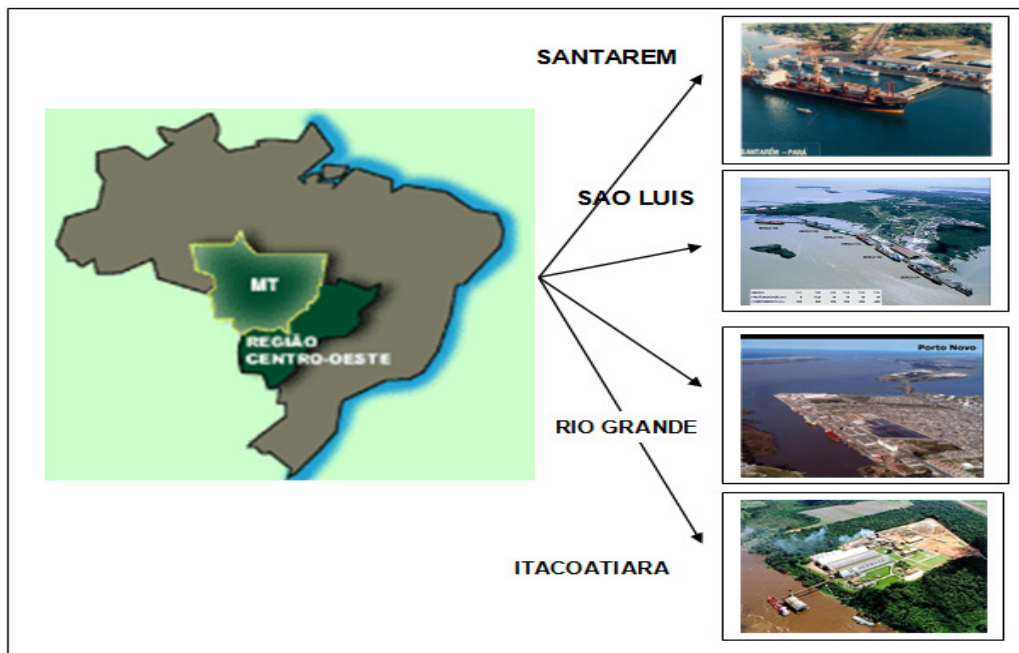 SANTAREM
SANTARÉM - PARÁ
SAO LUIS
MT
REGIÃO
CENTRO-OESTE
Porto Novo
RIO GRANDE
ITACOATIARA